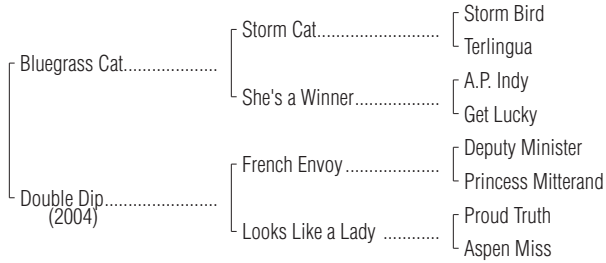 Storm Bird
Storm Cat....................
Terlingua
Bluegrass Cat...................
A.P. Indy
She's a Winner.................
Get Lucky
Deputy Minister
French Envoy ...................
Princess Mitterand
Double Dip.......................
(2004)
Proud Truth
Looks Like a Lady ............
Aspen Miss